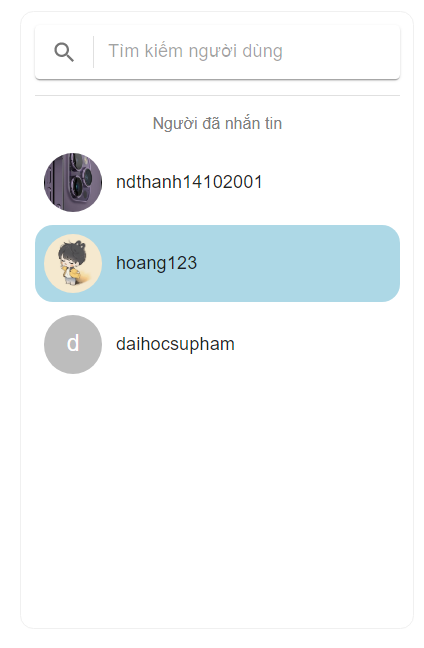 Tìm kiếm người dùng
Người đã nhắn tin
ndthanh14102001
hoang123
d
daihocsupham